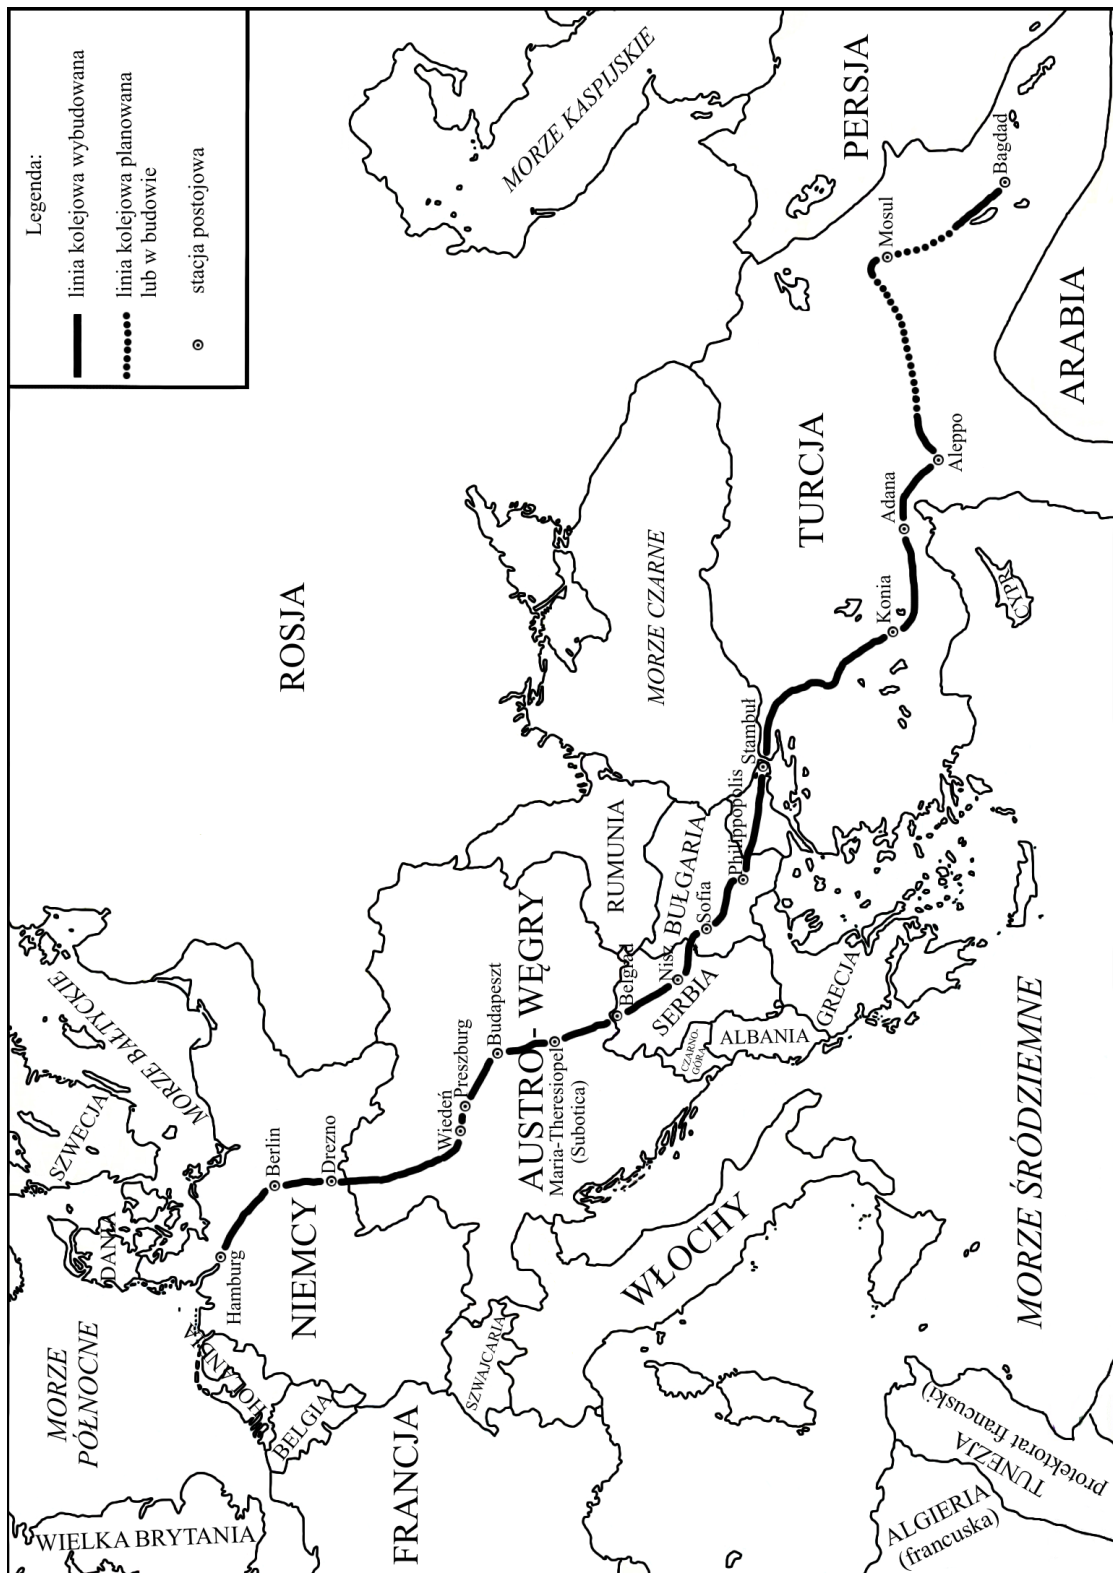 Legenda:
linia kolejowa wybudowana
linia kolejowa planowana
lub w budowie
stacja postojowa
MORZE
PÓŁNOCNE
WIELKA BRYTANIA
DANIA
SZWECJA
MORZE BAŁTYCKIE
ROSJA
MORZE KASPIJSKIE
PERSJA
HOLANDIA
BELGIA
Hamburg
NIEMCY
Berlin
Drezno
FRANCJA
SZWAJCARIA
Wiedeń
Preszburg
Budapeszt
AUSTRO - WĘGRY
Maria-Theresiopel
(Subotica)
RUMUNIA
MORZE CZARNE
WŁOCHY
Belgrad
Nisz
SERBIA
BUŁGARIA
Sofia
CZARNO-
GÓRA
ALBANIA
Philippopolis
Stambuł
GRECJA
TURCJA
Konia
Adana
Aleppo
Mosul
Bagdad
CYPR
ARABIA
MORZE ŚRÓDZIEMNE
ALGIERIA
(francuska)
TUNEZJA
protektorat francuski)